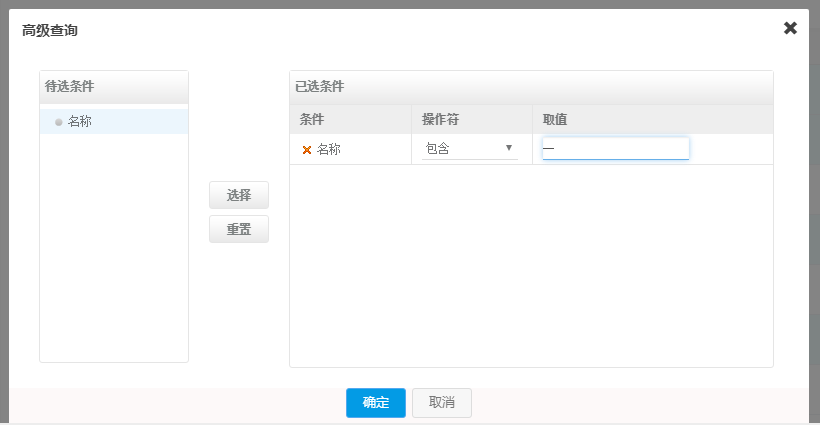 高级查询
待选条件
名称
选择
重置
已选条件
条件 操作符 取值
名称 包含 一
确定 取消